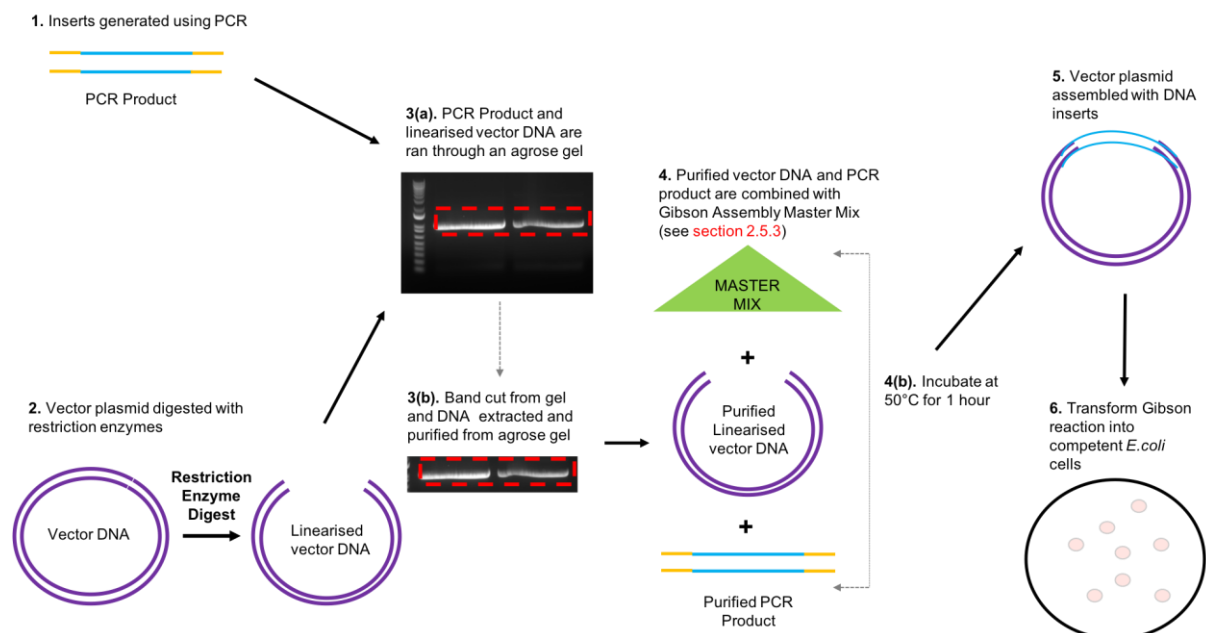 1. Inserts generated using PCR
PCR Product
2. Vector plasmid digested with
restriction enzymes
Vector DNA
Restriction
Enzyme
Digest
Linearised
vector DNA
3(a). PCR Product and
linearised vector DNA are
ran through an agrose gel
3(b). Band cut from gel
and DNA extracted and
purified from agrose gel
4. Purified vector DNA and PCR
product are combined with
Gibson Assembly Master Mix
(see section 2.5.3)
MASTER
MIX
+
Purified
Linearised
vector DNA
+
Purified PCR
Product
4(b). Incubate at
50°C for 1 hour
5. Vector plasmid
assembled with DNA
inserts
6. Transform Gibson
reaction into
competent E.coli
cells